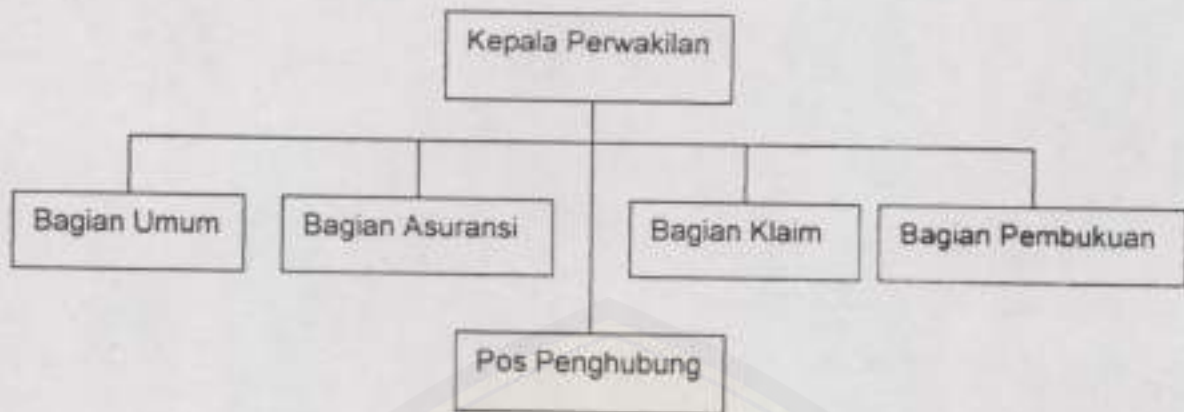 Kepala Perwakilan
Bagian Umum
Bagian Asuransi
Bagian Klaim
Bagian Pembukuan
Pos Penghubung